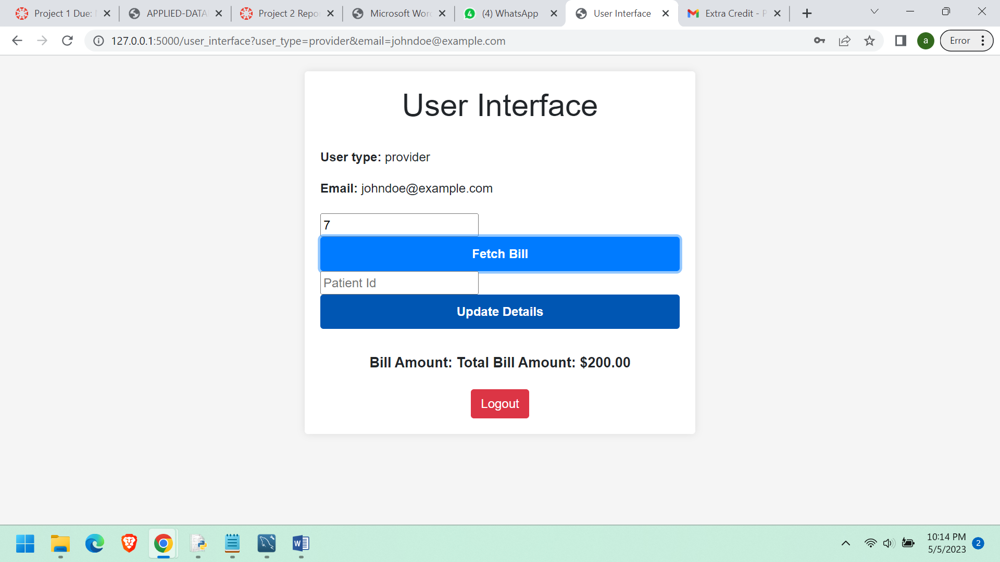 Project 1 Due:
APPLIED-DATA
Project 2 Repo
Microsoft Wor
(4) WhatsApp
User Interface
Extra Credit - P
127.0.0.1:5000/user_interface?user_type=provider&email=johndoe@example.com
a
Error
User Interface
User type: provider
Email: johndoe@example.com
7
Fetch Bill
Patient Id
Update Details
Bill Amount: Total Bill Amount: $200.00
Logout
10:14 PM
5/5/2023
2